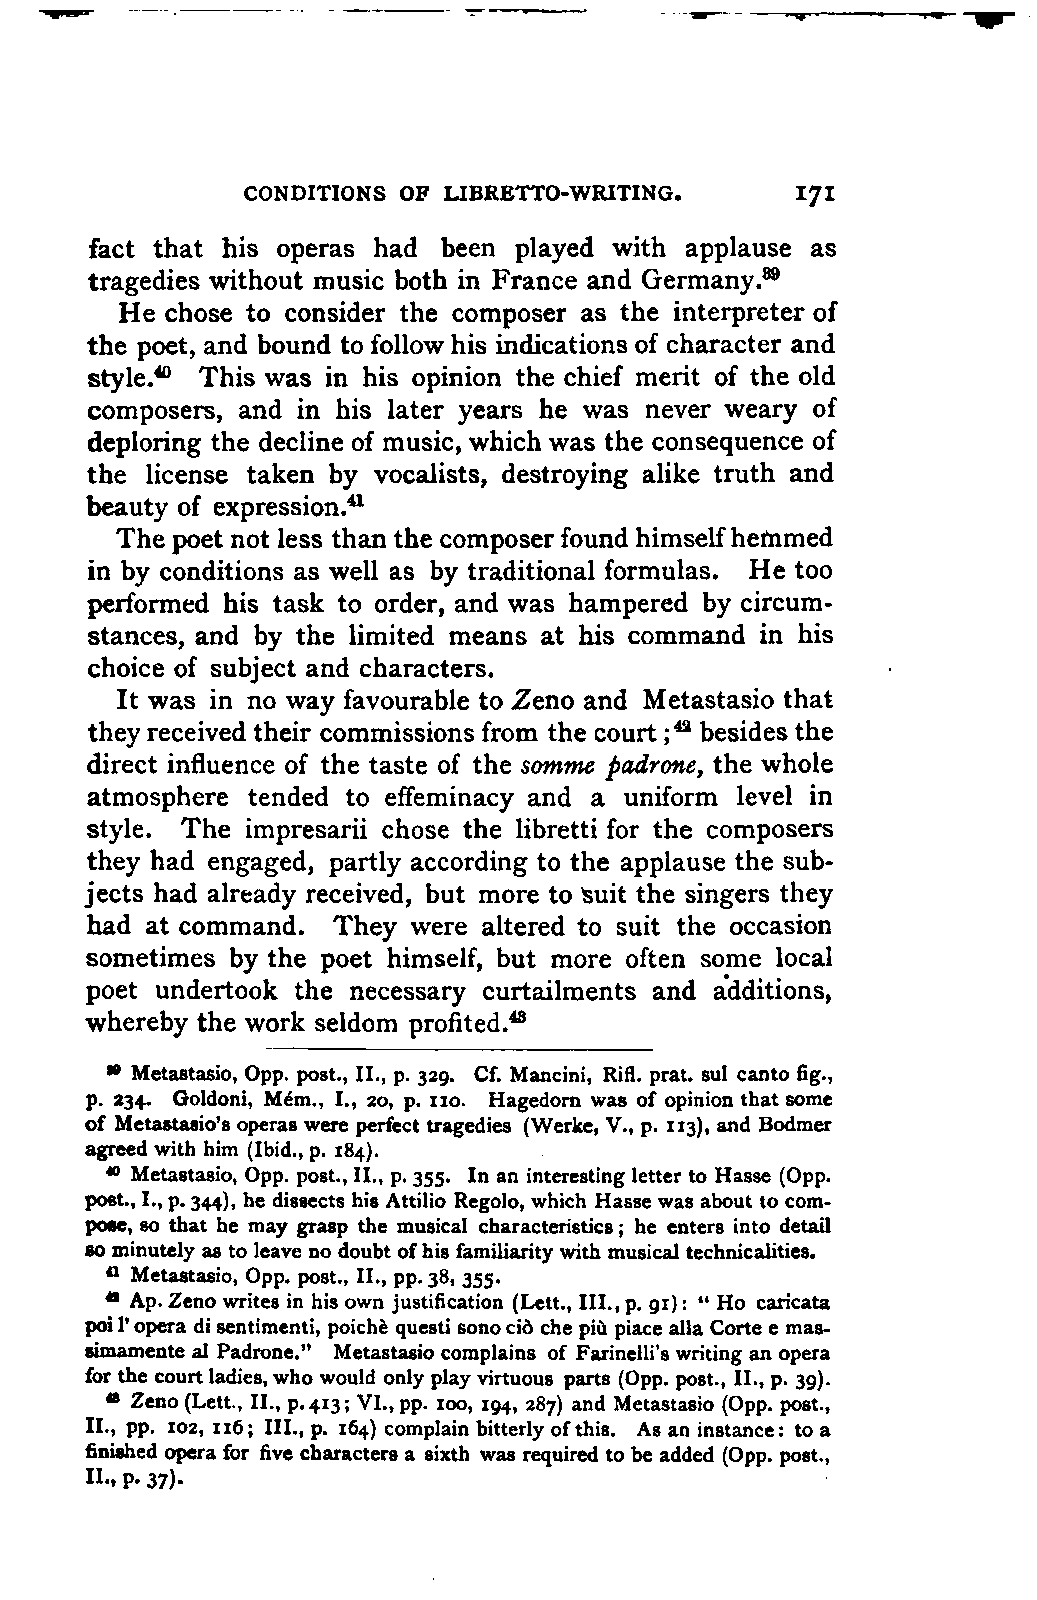 CONDITIONS OF LIBRETTO-WRITING. 171
fact that his operas had been played with applause as
tragedies without music both in France and Germany.³⁹
He chose to consider the composer as the interpreter of
the poet, and bound to follow his indications of character and
style.⁴⁰ This was in his opinion the chief merit of the old
composers, and in his later years he was never weary of
deploring the decline of music, which was the consequence of
the license taken by vocalists, destroying alike truth and
beauty of expression.⁴¹
The poet not less than the composer found himself hemmed
in by conditions as well as by traditional formulas. He too
performed his task to order, and was hampered by circum-
stances, and by the limited means at his command in his
choice of subject and characters.
It was in no way favourable to Zeno and Metastasio that
they received their commissions from the court ;⁴² besides the
direct influence of the taste of the somme padrone, the whole
atmosphere tended to effeminacy and a uniform level in
style. The impresarii chose the libretti for the composers
they had engaged, partly according to the applause the sub-
jects had already received, but more to suit the singers they
had at command. They were altered to suit the occasion
sometimes by the poet himself, but more often some local
poet undertook the necessary curtailments and additions,
whereby the work seldom profited.⁴³
³⁹ Metastasio, Opp. post., II., p. 329. Cf. Mancini, Rifl. prat. sul canto fig.,
p. 234. Goldoni, Mém., I., 20, p. 110. Hagedorn was of opinion that some
of Metastasio's operas were perfect tragedies (Werke, V., p. 113), and Bodmer
agreed with him (Ibid., p. 184).
⁴⁰ Metastasio, Opp. post., II., p. 355. In an interesting letter to Hasse (Opp.
post., I., p. 344), he dissects his Attilio Regolo, which Hasse was about to com-
pose, so that he may grasp the musical characteristics; he enters into detail
so minutely as to leave no doubt of his familiarity with musical technicalities.
⁴¹ Metastasio, Opp. post., II., pp. 38, 355.
⁴² Ap. Zeno writes in his own justification (Lett., III., p. 91): " Ho caricata
poi l' opera di sentimenti, poichè questi sono ciò che più piace alla Corte e mas-
simamente al Padrone." Metastasio complains of Farinelli's writing an opera
for the court ladies, who would only play virtuous parts (Opp. post., II., p. 39).
⁴³ Zeno (Lett., II., p. 413; VI., pp. 100, 194, 287) and Metastasio (Opp. post.,
II., pp. 102, 116; III., p. 164) complain bitterly of this. As an instance: to a
finished opera for five characters a sixth was required to be added (Opp. post.,
II., p. 37).